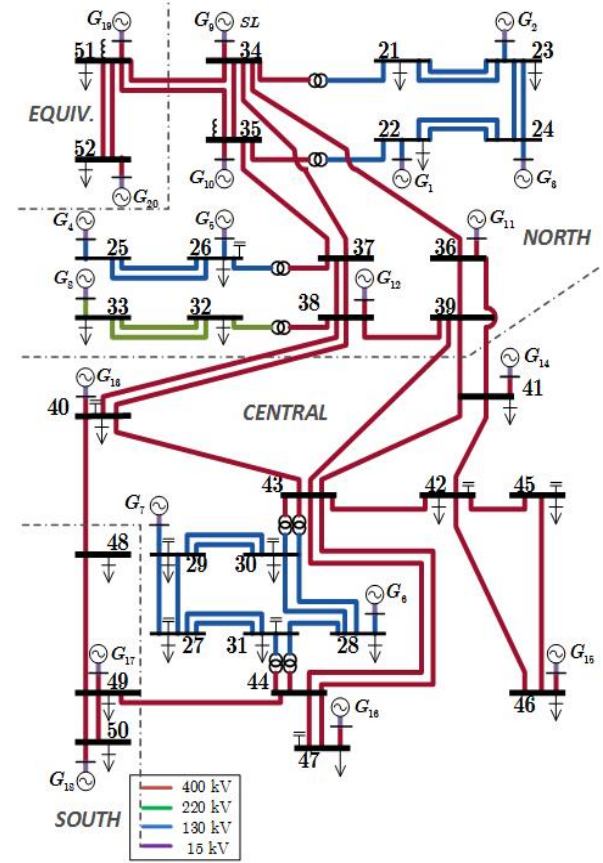 G19
G9 SL
G2
51
34
21
23
EQUIV.
35
22
24
52
G10
G1
G8
G20
G4
G5
G11
25
26
37
36
NORTH
G3
G12
33
32
38
39
G14
G18
41
40
CENTRAL
43
42
45
G7
48
29
30
G6
27
31
28
G17
G15
49
44
G16
46
50
47
G18
SOUTH
400 kV
220 kV
130 kV
15 kV